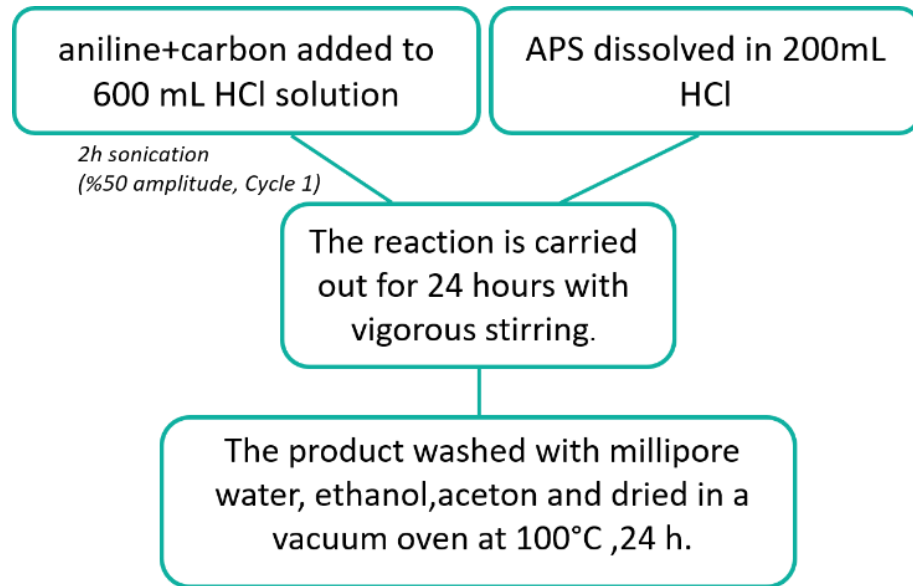 aniline+carbon added to
600 mL HCl solution
APS dissolved in 200mL
HCl
2h sonication
(%50 amplitude, Cycle 1)
The reaction is carried
out for 24 hours with
vigorous stirring.
The product washed with millipore
water, ethanol,aceton and dried in a
vacuum oven at 100°C ,24 h.